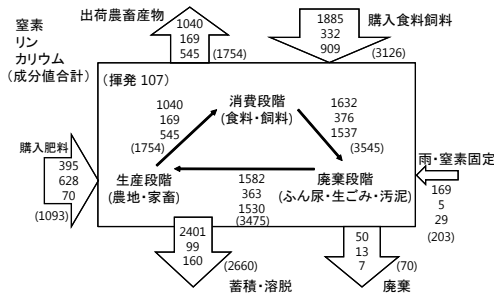 窒素
リン
カリウム
(成分値合計)
出荷農畜産物
1040
169
545
(1754)
1885
332
909
購入食料飼料
(3126)
(揮発 107)
1040
169
545
(1754)
消費段階
(食料・飼料)
1632
376
1537
(3545)
購入肥料
395
628
70
(1093)
生産段階
(農地・家畜)
1582
363
1530
(3475)
廃棄段階
(ふん尿・生ごみ・汚泥)
雨・窒素固定
169
5
29
(203)
2401
99
160
(2660)
蓄積・溶脱
50
13
7
(70)
廃棄